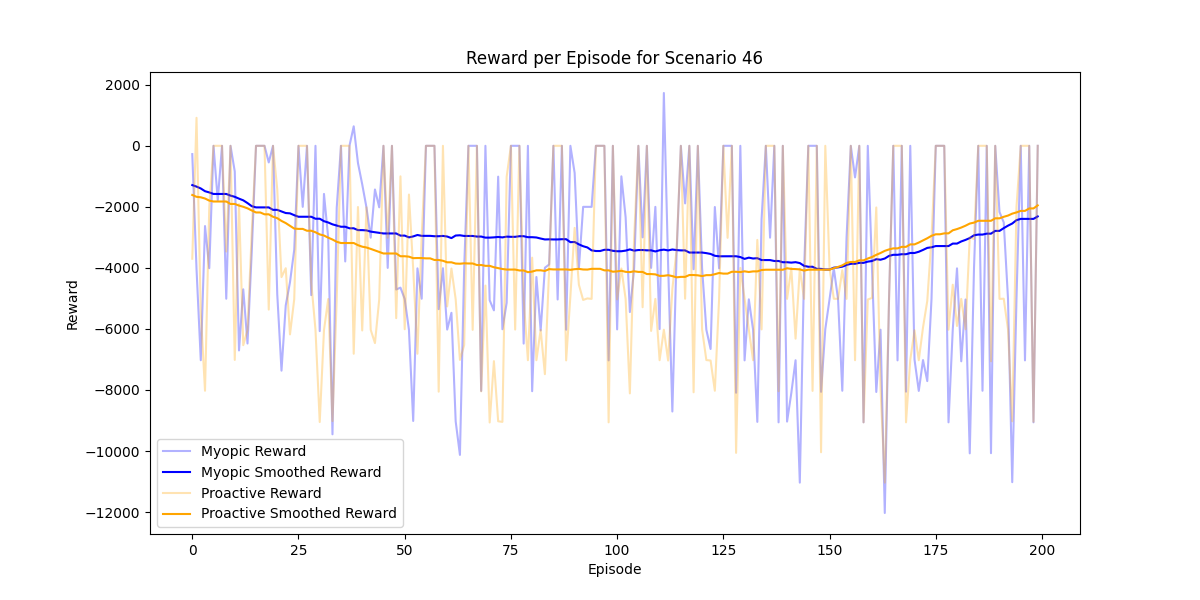 Reward per Episode for Scenario 46
Reward
2000
0
−2000
−4000
−6000
−8000
−10000
−12000
Myopic Reward
Myopic Smoothed Reward
Proactive Reward
Proactive Smoothed Reward
0 25 50 75 100 125 150 175 200
Episode